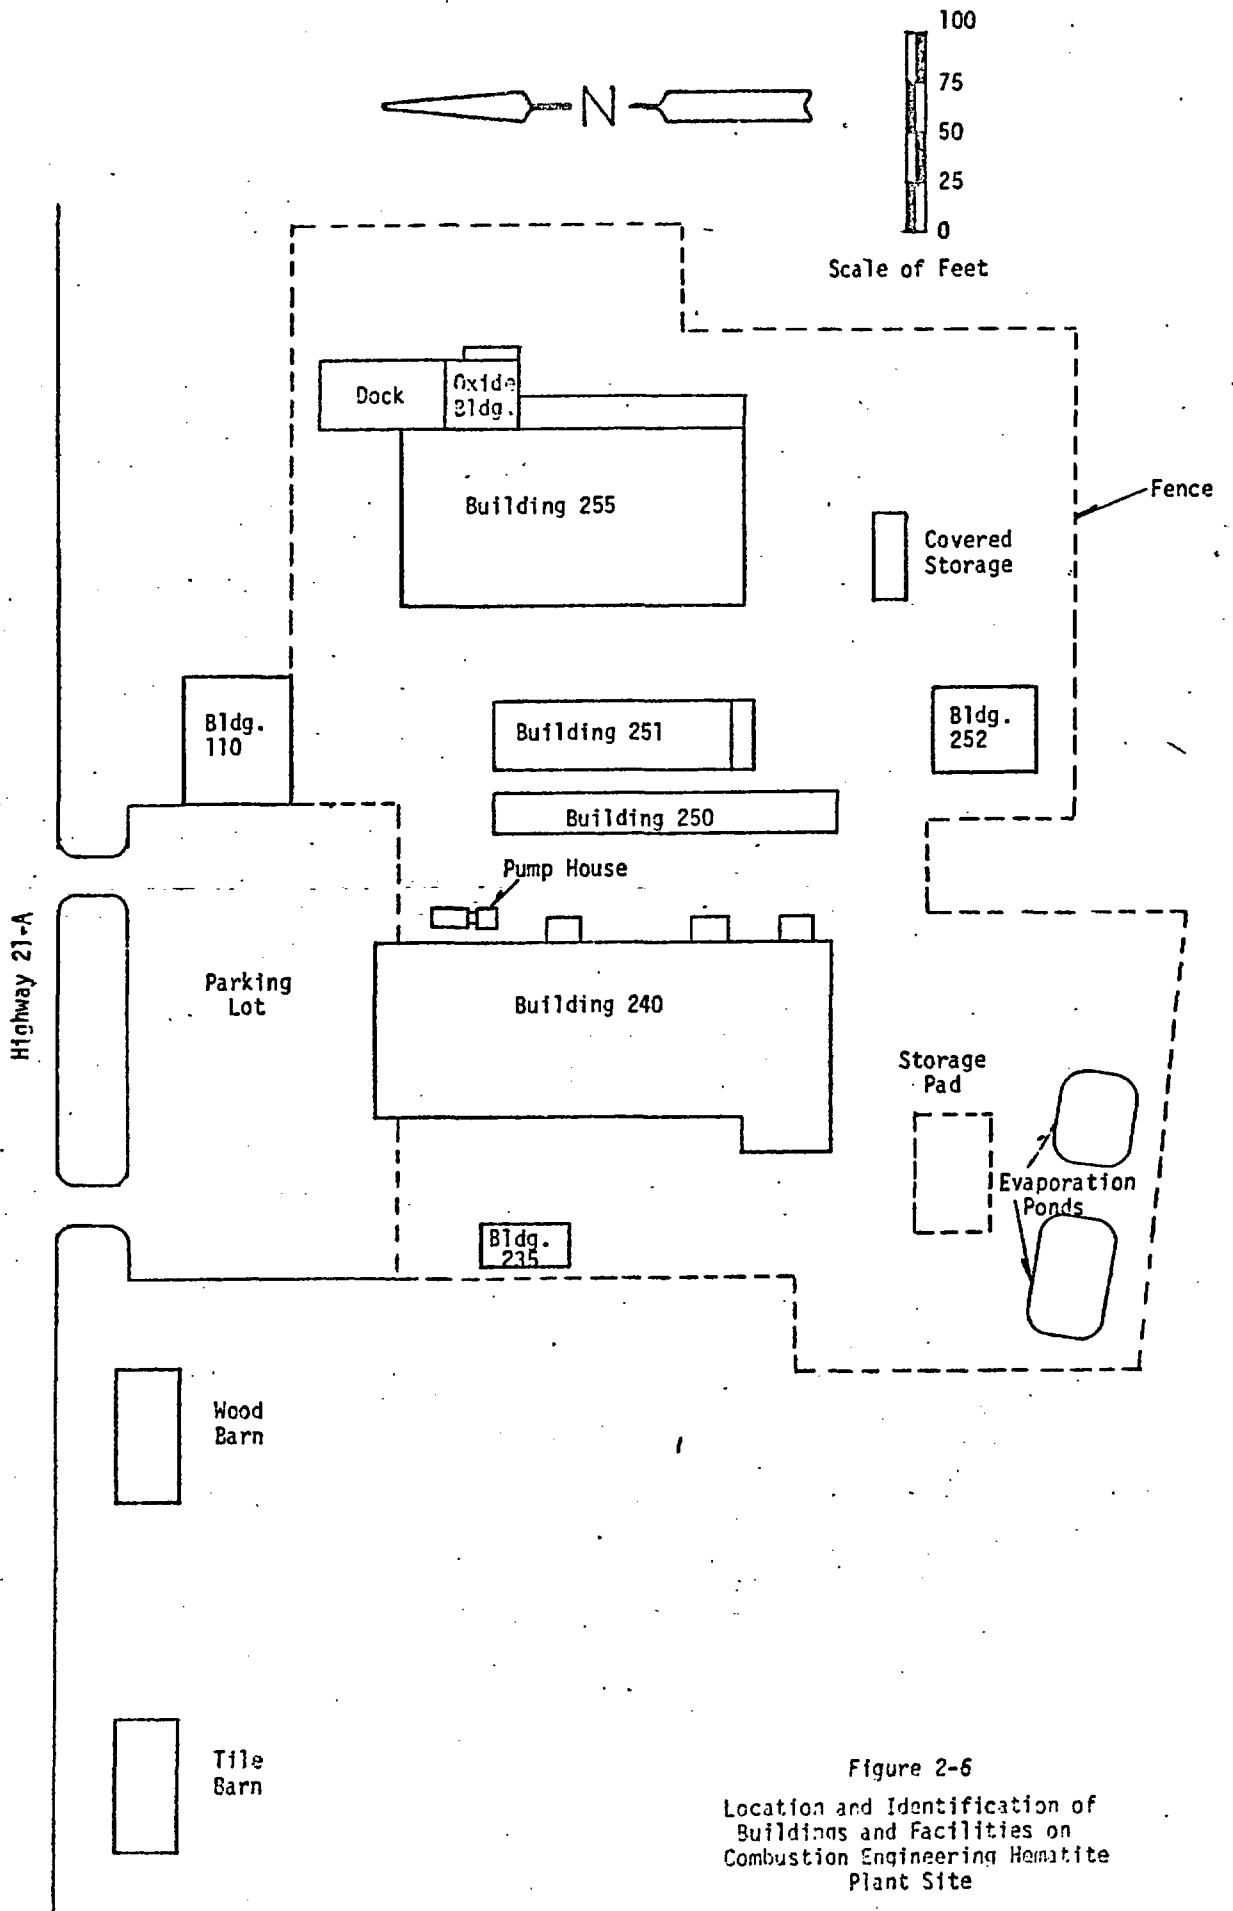 100
75
50
25
0
Scale of Feet
N
Dock
Oxide
Bldg.
Building 255
Fence
Covered
Storage
Bldg.
110
Building 251
Bldg.
252
Building 250
Pump House
Highway 21-A
Parking
Lot
Building 240
Storage
Pad
Evaporation
Ponds
Bldg.
235
Wood
Barn
Tile
Barn
Figure 2-6
Location and Identification of
Buildings and Facilities on
Combustion Engineering Hematite
Plant Site